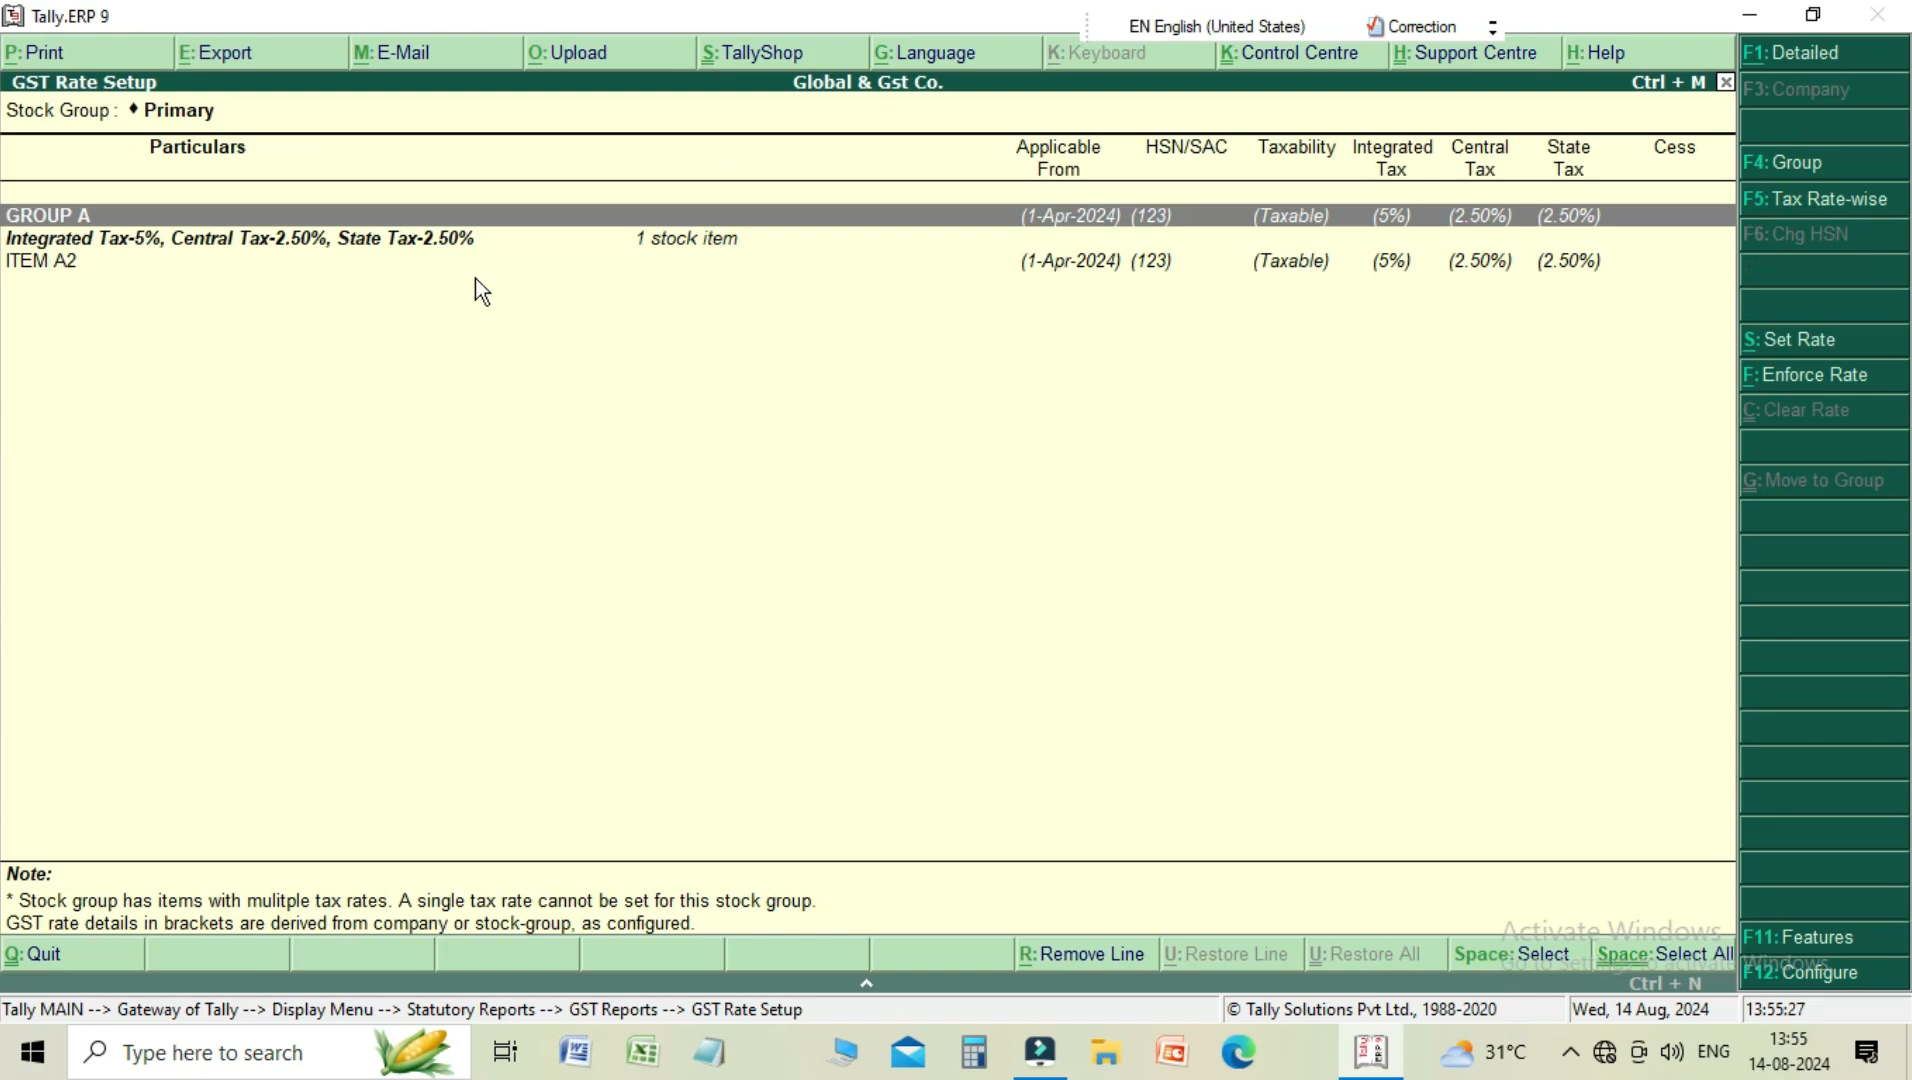 Tally.ERP 9
EN English (United States) Correction
P: Print E: Export M: E-Mail O: Upload S: TallyShop G: Language K: Keyboard K: Control Centre H: Support Centre H: Help
GST Rate Setup Global & Gst Co. Ctrl + M
Stock Group : ♦ Primary
Particulars Applicable From HSN/SAC Taxability Integrated Tax Central Tax State Tax Cess
GROUP A (1-Apr-2024) (123) (Taxable) (5%) (2.50%) (2.50%)
Integrated Tax-5%, Central Tax-2.50%, State Tax-2.50% 1 stock item
ITEM A2 (1-Apr-2024) (123) (Taxable) (5%) (2.50%) (2.50%)
Note:
* Stock group has items with mulitple tax rates. A single tax rate cannot be set for this stock group.
GST rate details in brackets are derived from company or stock-group, as configured.
Activate Windows
Q: Quit R: Remove Line U: Restore Line U: Restore All Space: Select Space: Select All
Ctrl + N
F1: Detailed
F3: Company
F4: Group
F5: Tax Rate-wise
F6: Chg HSN
S: Set Rate
F: Enforce Rate
C: Clear Rate
G: Move to Group
F11: Features
F12: Configure
Tally MAIN --> Gateway of Tally --> Display Menu --> Statutory Reports --> GST Reports --> GST Rate Setup © Tally Solutions Pvt Ltd., 1988-2020 Wed, 14 Aug, 2024 13:55:27
Type here to search 31°C ENG 13:55
14-08-2024